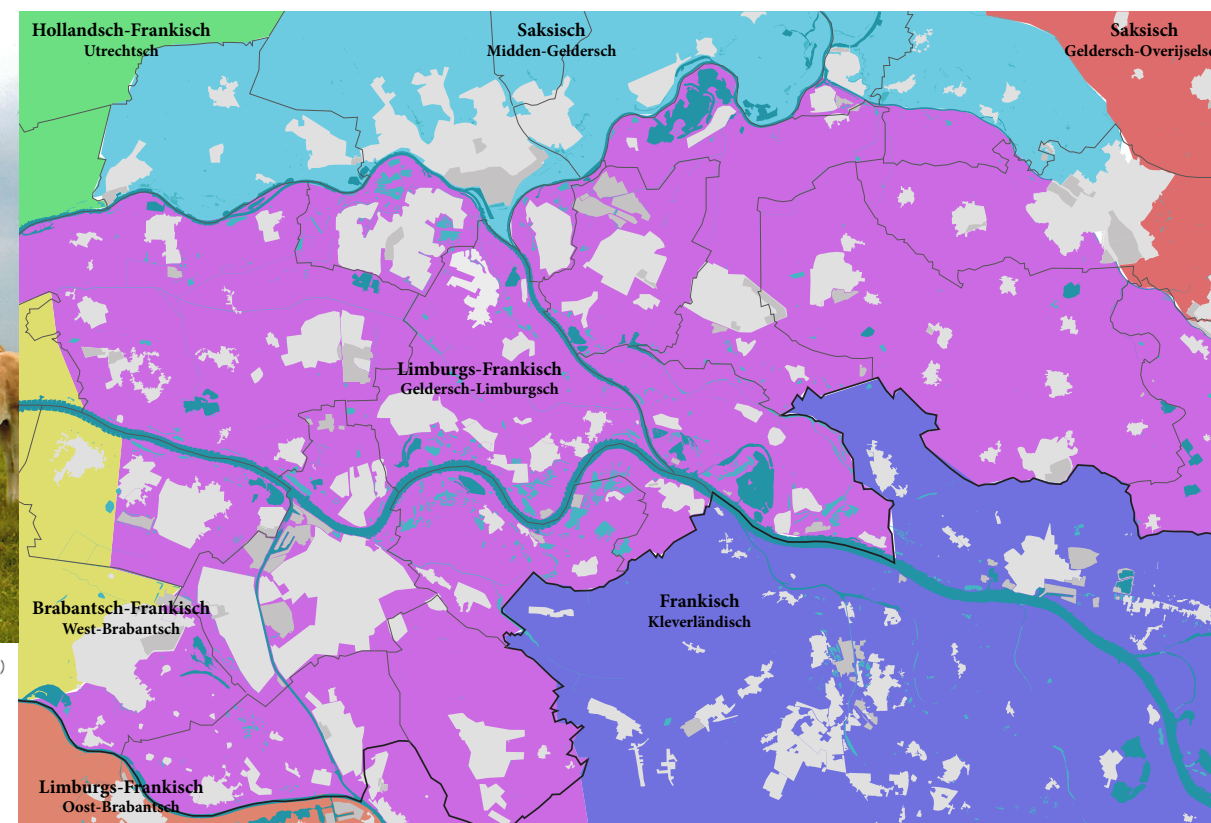 Hollandsch-Frankisch
Utrechtsch
Saksisch
Midden-Geldersch
Saksisch
Geldersch-Overijselsc
Limburgs-Frankisch
Geldersch-Limburgsch
Brabantsch-Frankisch
West-Brabantsch
Frankisch
Kleverländisch
)
Limburgs-Frankisch
Oost-Brabantsch